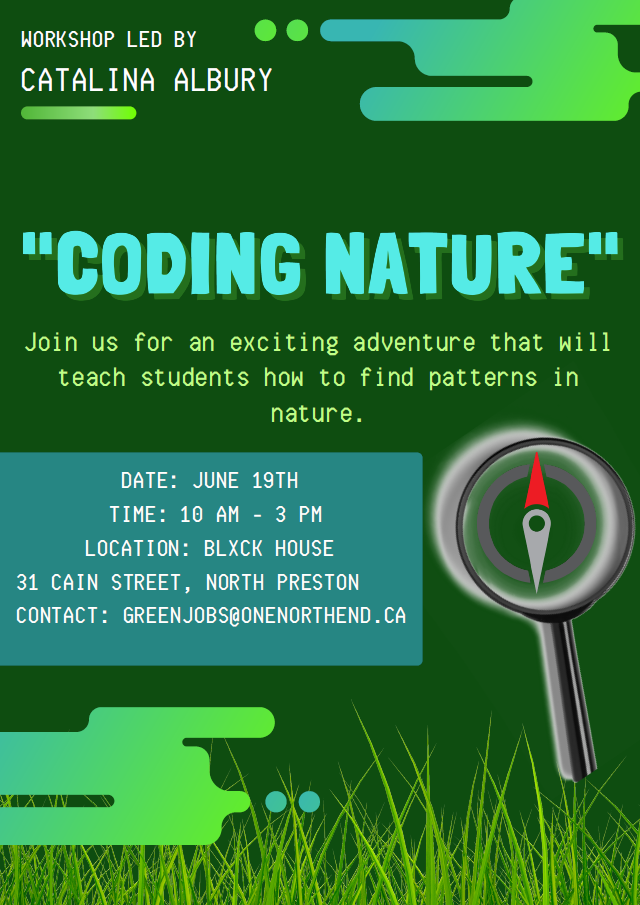 WORKSHOP LED BY
CATALINA ALBURY
"CODING NATURE"
Join us for an exciting adventure that will
teach students how to find patterns in
nature.
DATE: JUNE 19TH
TIME: 10 AM - 3 PM
LOCATION: BLXCK HOUSE
31 CAIN STREET, NORTH PRESTON
CONTACT: GREENJOBS@ONENORTHEND.CA